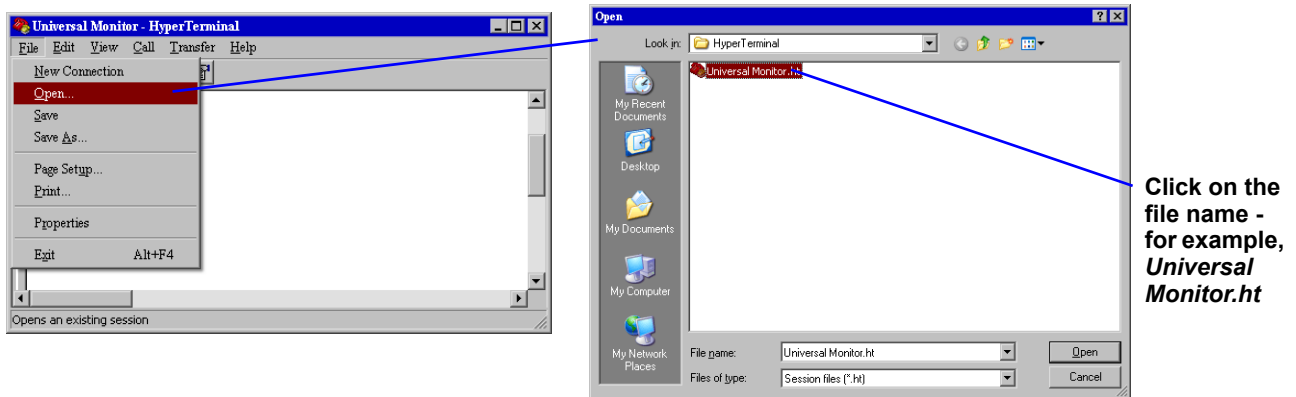 Universal Monitor - HyperTerminal
File Edit View Call Transfer Help
New Connection
Open...
Save
Save As...
Page Setup...
Print...
Properties
Exit Alt+F4
Opens an existing session
Open
Look in: HyperTerminal
Universal Monitor.ht
My Recent
Documents
Desktop
My Documents
My Computer
My Network
Places
File name: Universal Monitor.ht Open
Files of type: Session files (*.ht) Cancel
Click on the
file name -
for example,
Universal
Monitor.ht